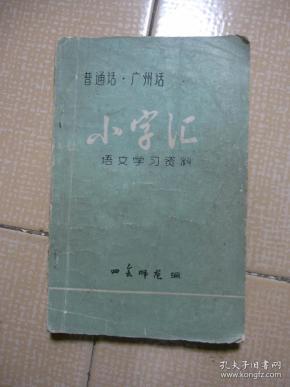 普通话·广州话
小字汇
语文学习资料
四会师范 编
孔夫子旧书网